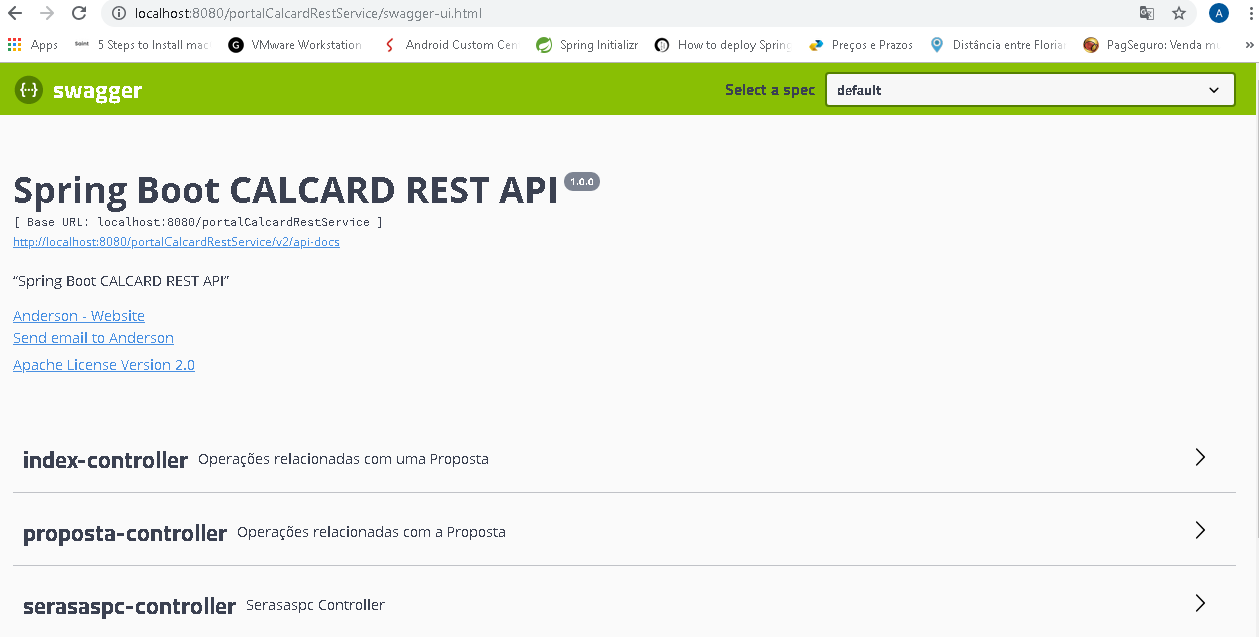 localhost:8080/portalCalcardRestService/swagger-ui.html
A
Apps 5 Steps to Install mac VMware Workstation Android Custom Cen Spring Initializr How to deploy Spring Preços e Prazos Distância entre Floria PagSeguro: Venda m »
{··} swagger Select a spec default
Spring Boot CALCARD REST API 1.0.0
[ Base URL: localhost:8080/portalCalcardRestService ]
http://localhost:8080/portalCalcardRestService/v2/api-docs
“Spring Boot CALCARD REST API”
Anderson - Website
Send email to Anderson
Apache License Version 2.0
index-controller Operações relacionadas com uma Proposta
proposta-controller Operações relacionadas com a Proposta
serasaspc-controller Serasaspc Controller